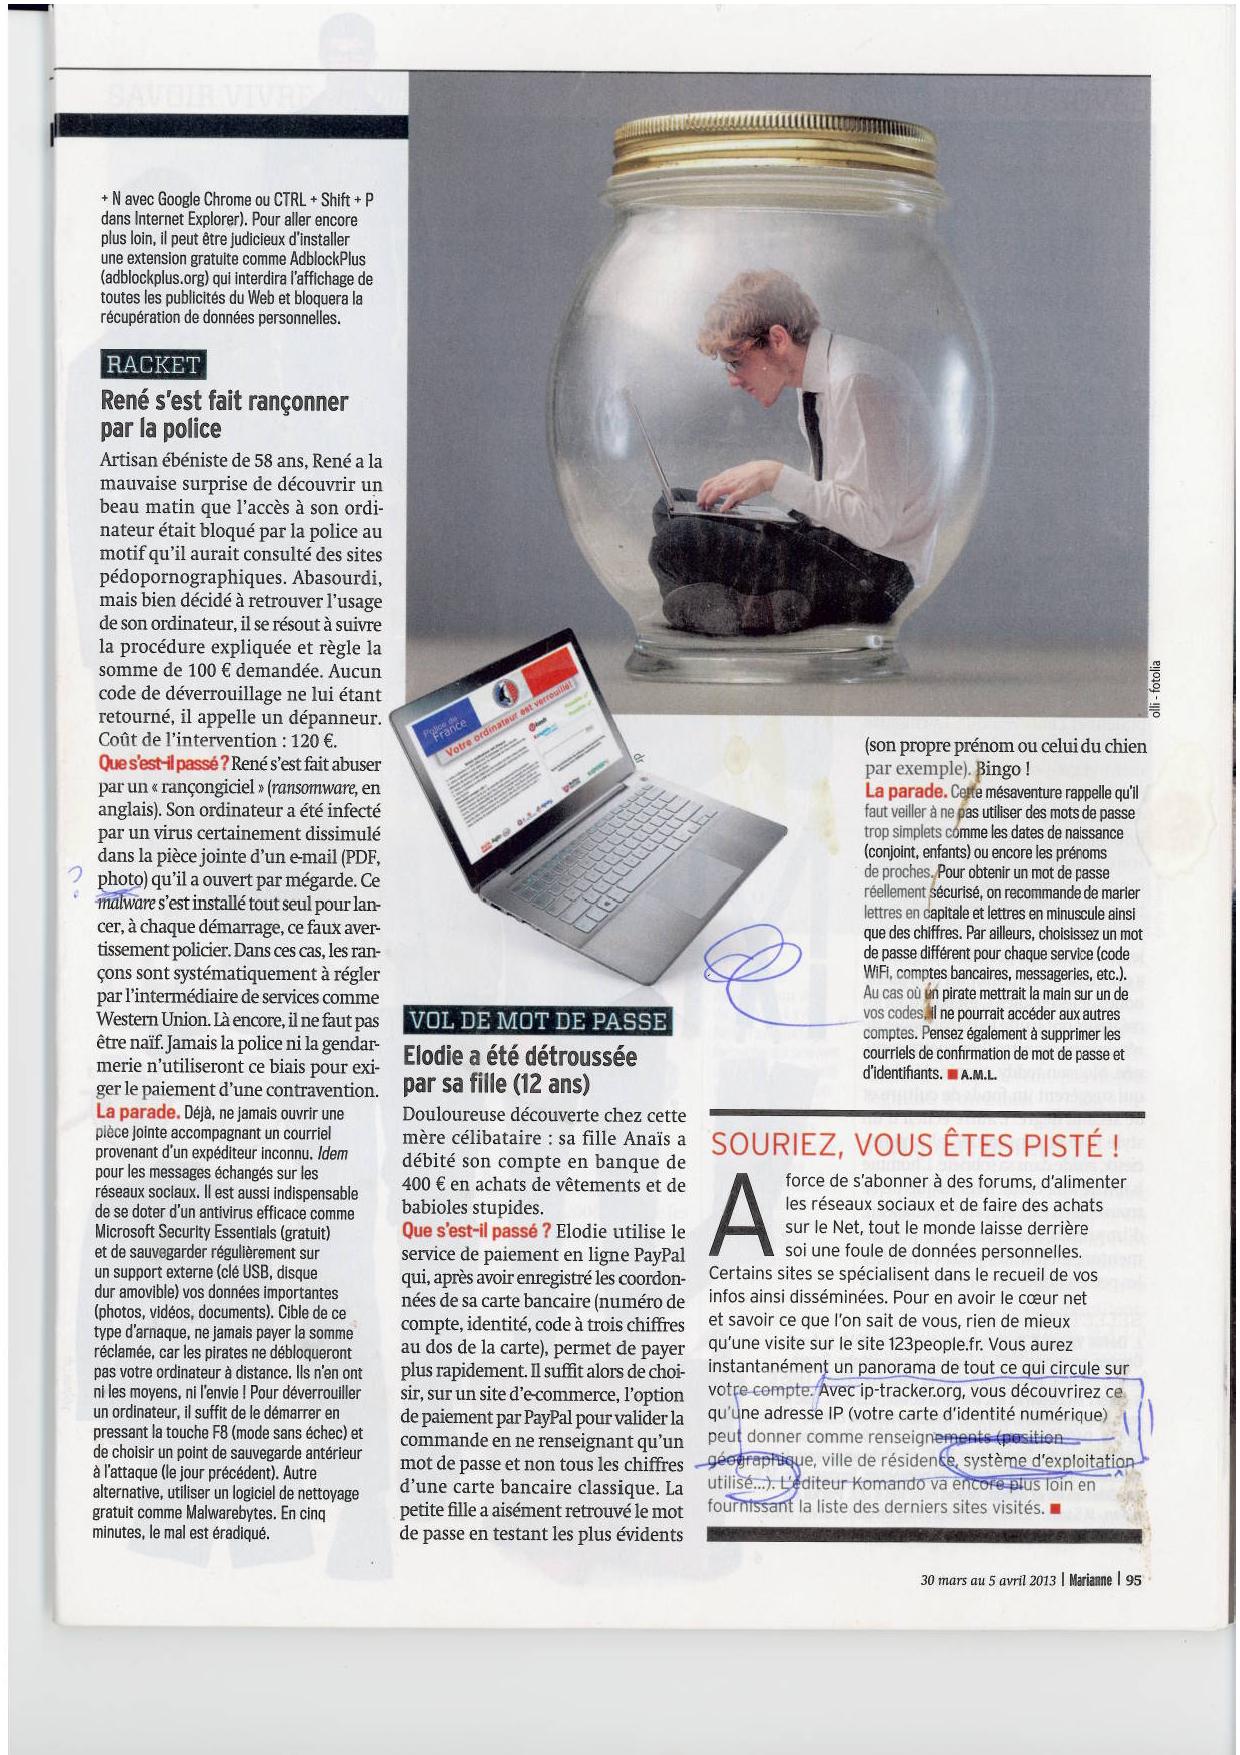 + N avec Google Chrome ou CTRL + Shift + P
dans Internet Explorer). Pour aller encore
plus loin, il peut être judicieux d'installer
une extension gratuite comme AdblockPlus
(adblockplus.org) qui interdira l'affichage de
toutes les publicités du Web et bloquera la
récupération de données personnelles.
RACKET
René s'est fait rançonner
par la police
Artisan ébéniste de 58 ans, René a la
mauvaise surprise de découvrir un
beau matin que l'accès à son ordi-
nateur était bloqué par la police au
motif qu'il aurait consulté des sites
pédopornographiques. Abasourdi,
mais bien décidé à retrouver l'usage
de son ordinateur, il se résout à suivre
la procédure expliquée et règle la
somme de 100 € demandée. Aucun
code de déverrouillage ne lui étant
retourné, il appelle un dépanneur.
Coût de l'intervention : 120 €.
Que s'est-il passé ? René s'est fait abuser
par un « rançongiciel » (ransomware, en
anglais). Son ordinateur a été infecté
par un virus certainement dissimulé
dans la pièce jointe d'un e-mail (PDF,
? photo) qu'il a ouvert par mégarde. Ce
malware s'est installé tout seul pour lan-
cer, à chaque démarrage, ce faux aver-
tissement policier. Dans ces cas, les ran-
çons sont systématiquement à régler
par l'intermédiaire de services comme
Western Union. Là encore, il ne faut pas
être naïf. Jamais la police ni la gendar-
merie n'utiliseront ce biais pour exi-
ger le paiement d'une contravention.
La parade. Déjà, ne jamais ouvrir une
pièce jointe accompagnant un courriel
provenant d'un expéditeur inconnu. Idem
pour les messages échangés sur les
réseaux sociaux. Il est aussi indispensable
de se doter d'un antivirus efficace comme
Microsoft Security Essentials (gratuit)
et de sauvegarder régulièrement sur
un support externe (clé USB, disque
dur amovible) vos données importantes
(photos, vidéos, documents). Cible de ce
type d'arnaque, ne jamais payer la somme
réclamée, car les pirates ne débloqueront
pas votre ordinateur à distance. Ils n'en ont
ni les moyens, ni l'envie ! Pour déverrouiller
un ordinateur, il suffit de le démarrer en
pressant la touche F8 (mode sans échec) et
de choisir un point de sauvegarde antérieur
à l'attaque (le jour précédent). Autre
alternative, utiliser un logiciel de nettoyage
gratuit comme Malwarebytes. En cinq
minutes, le mal est éradiqué.
olli - fotolia
Police de
France
Votre ordinateur est verrouillé!
DR
VOL DE MOT DE PASSE
Elodie a été détroussée
par sa fille (12 ans)
Douloureuse découverte chez cette
mère célibataire : sa fille Anaïs a
débité son compte en banque de
400 € en achats de vêtements et de
babioles stupides.
Que s'est-il passé ? Elodie utilise le
service de paiement en ligne PayPal
qui, après avoir enregistré les coordon-
nées de sa carte bancaire (numéro de
compte, identité, code à trois chiffres
au dos de la carte), permet de payer
plus rapidement. Il suffit alors de choi-
sir, sur un site d'e-commerce, l'option
de paiement par PayPal pour valider la
commande en ne renseignant qu'un
mot de passe et non tous les chiffres
d'une carte bancaire classique. La
petite fille a aisément retrouvé le mot
de passe en testant les plus évidents
(son propre prénom ou celui du chien
par exemple). Bingo !
La parade. Cette mésaventure rappelle qu'il
faut veiller à ne pas utiliser des mots de passe
trop simplets comme les dates de naissance
(conjoint, enfants) ou encore les prénoms
de proches. Pour obtenir un mot de passe
réellement sécurisé, on recommande de marier
lettres en capitale et lettres en minuscule ainsi
que des chiffres. Par ailleurs, choisissez un mot
de passe différent pour chaque service (code
WiFi, comptes bancaires, messageries, etc.).
Au cas où un pirate mettrait la main sur un de
vos codes, il ne pourrait accéder aux autres
comptes. Pensez également à supprimer les
courriels de confirmation de mot de passe et
d'identifiants. ■ A.M.L.
SOURIEZ, VOUS ÊTES PISTÉ !
A force de s'abonner à des forums, d'alimenter
les réseaux sociaux et de faire des achats
sur le Net, tout le monde laisse derrière
soi une foule de données personnelles.
Certains sites se spécialisent dans le recueil de vos
infos ainsi disséminées. Pour en avoir le cœur net
et savoir ce que l'on sait de vous, rien de mieux
qu'une visite sur le site 123people.fr. Vous aurez
instantanément un panorama de tout ce qui circule sur
votre compte. Avec ip-tracker.org, vous découvrirez ce
qu'une adresse IP (votre carte d'identité numérique)
peut donner comme renseignements (position
géographique, ville de résidence, système d'exploitation
utilisé...). L'éditeur Komando va encore plus loin en
fournissant la liste des derniers sites visités. ■
30 mars au 5 avril 2013 | Marianne | 95